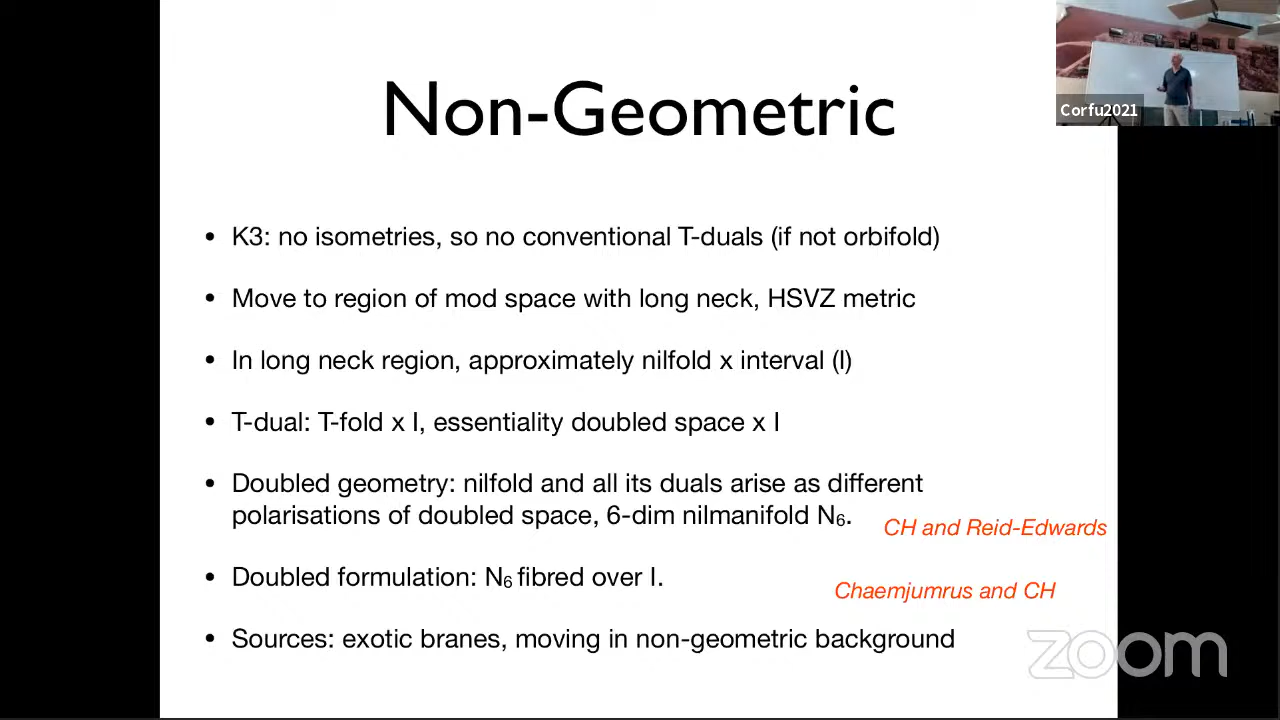 Non-Geometric
Corfu2021
• K3: no isometries, so no conventional T-duals (if not orbifold)
• Move to region of mod space with long neck, HSVZ metric
• In long neck region, approximately nilfold x interval (I)
• T-dual: T-fold x I, essentiality doubled space x I
• Doubled geometry: nilfold and all its duals arise as different
polarisations of doubled space, 6-dim nilmanifold N₆.
CH and Reid-Edwards
• Doubled formulation: N₆ fibred over I.
Chaemjumrus and CH
• Sources: exotic branes, moving in non-geometric background
zoom